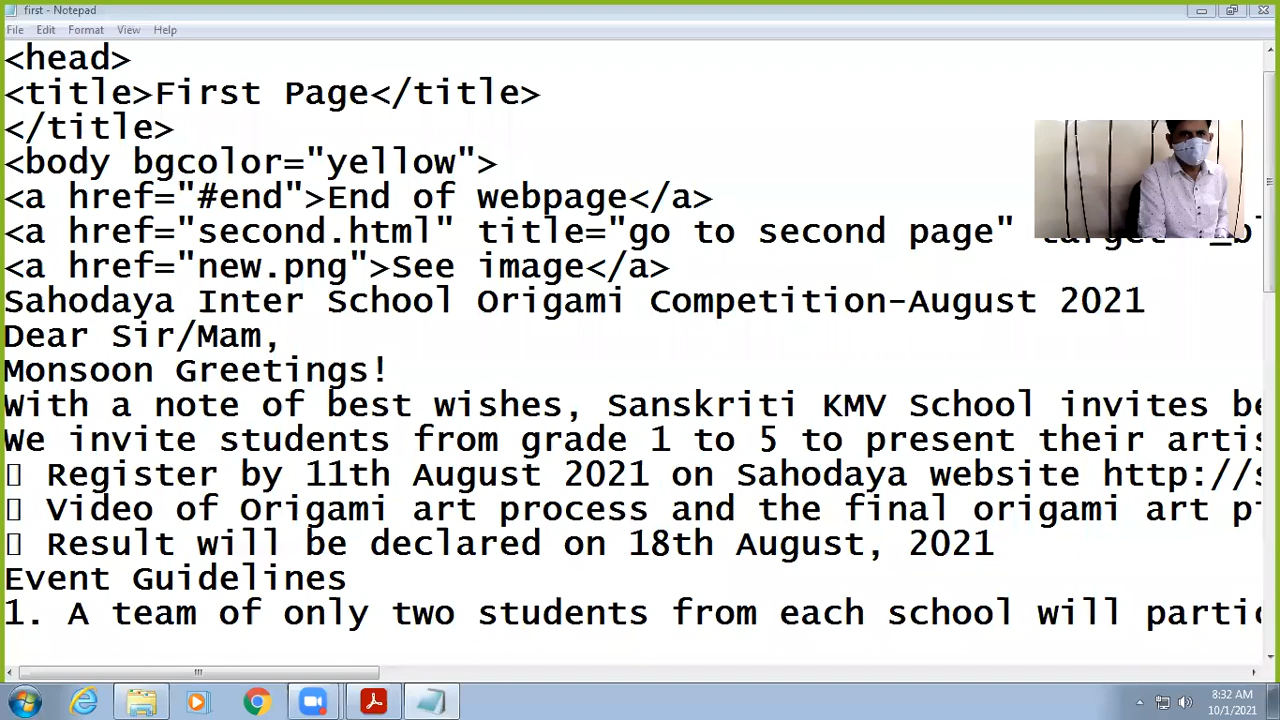 first - Notepad
File Edit Format View Help
<head>
<title>First Page</title>
</title>
<body bgcolor="yellow">
<a href="#end">End of webpage</a>
<a href="second.html" title="go to second page"
<a href="new.png">See image</a>
Sahodaya Inter School Origami Competition-August 2021
Dear Sir/Mam,
Monsoon Greetings!
With a note of best wishes, Sanskriti KMV School invites
We invite students from grade 1 to 5 to present their
Register by 11th August 2021 on Sahodaya website http://
Video of Origami art process and the final origami art
Result will be declared on 18th August, 2021
Event Guidelines
1. A team of only two students from each school will
8:32 AM
10/1/2021